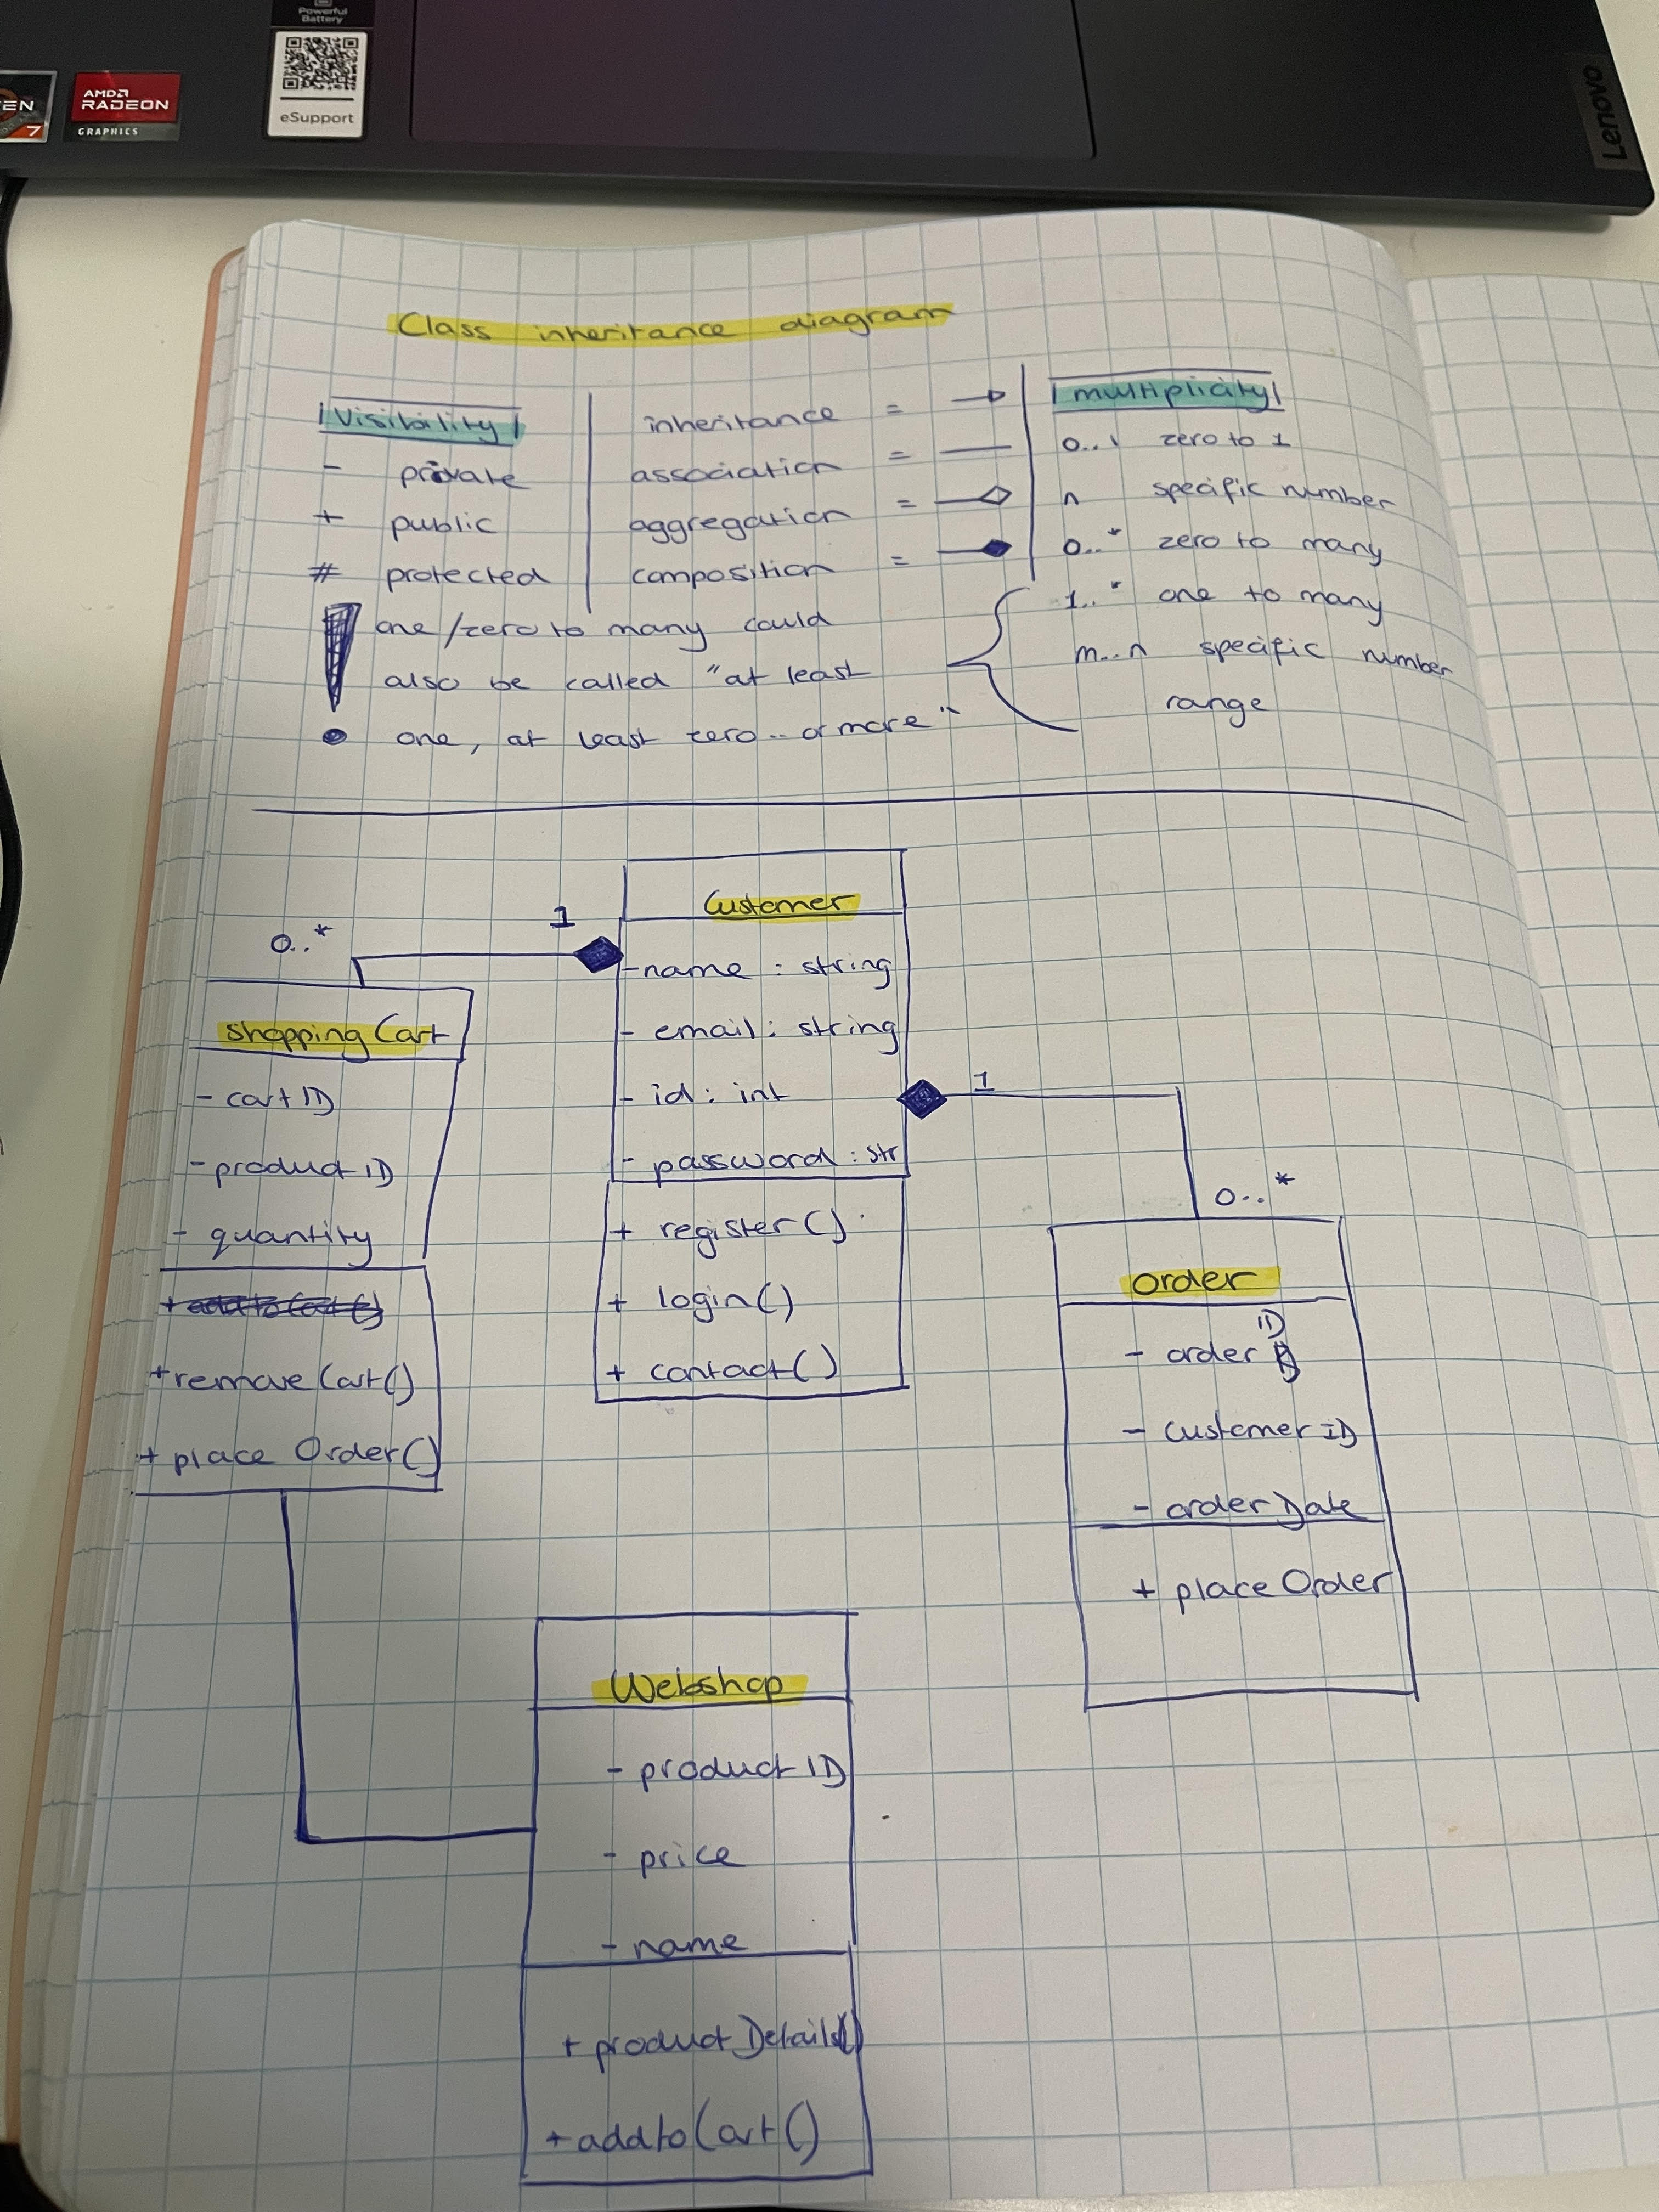 Powerful
Battery
EN
7
AMD
RADEON
GRAPHICS
eSupport
Lenovo
Class inheritance diagram
Visibility
- private
+ public
# protected
inheritance =
association =
aggregation =
composition =
multiplicity
0..1 zero to 1
n specific number
0..* zero to many
1..* one to many
m..n specific number
range
one/zero to many could
also be called "at least
one, at least zero.. or more"
Customer
-name : string
- email : string
- id : int
- password : str
+ register()
+ login()
+ contact()
1
0..*
shopping Cart
- cart ID
- product ID
- quantity
+ add to Cart()
+ remove Cart()
+ place Order()
1
0..*
order
- order ID
- customer ID
- order Date
+ place Order
Webshop
- product ID
- price
- name
+ product Details()
+ add to Cart()